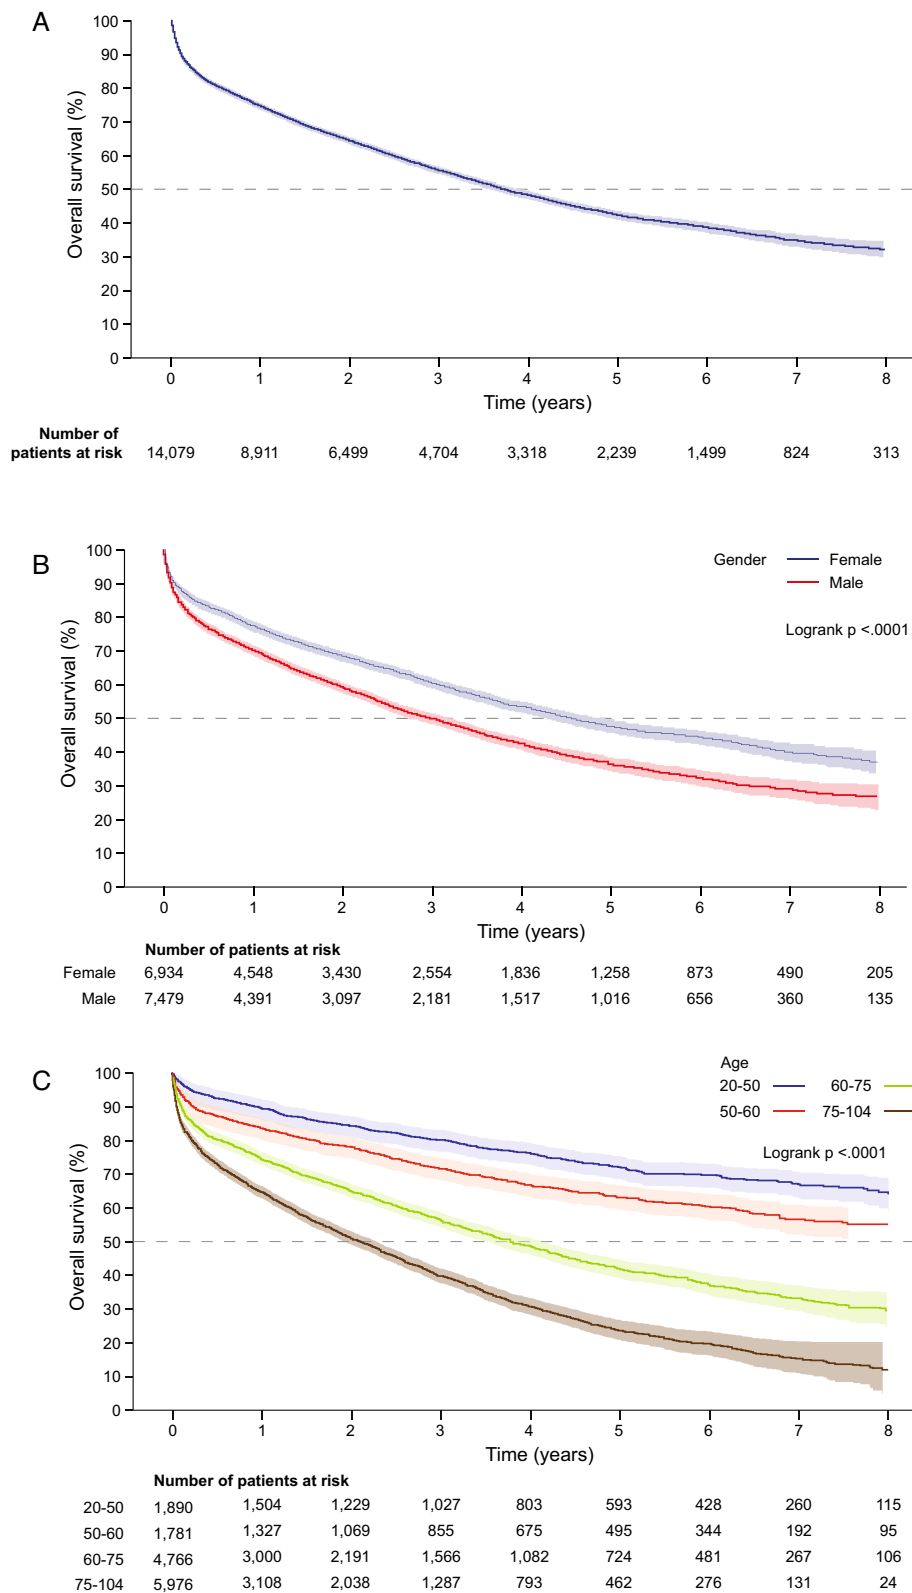 A
Overall survival (%)
100
90
80
70
60
50
40
30
20
10
0
0 1 2 3 4 5 6 7 8
Time (years)
Number of
patients at risk 14,079 8,911 6,499 4,704 3,318 2,239 1,499 824 313
B
Overall survival (%)
100
90
80
70
60
50
40
30
20
10
0
Gender Female
Male
Logrank p <.0001
0 1 2 3 4 5 6 7 8
Time (years)
Number of patients at risk
Female 6,934 4,548 3,430 2,554 1,836 1,258 873 490 205
Male 7,479 4,391 3,097 2,181 1,517 1,016 656 360 135
C
Overall survival (%)
100
90
80
70
60
50
40
30
20
10
0
Age
20-50 60-75
50-60 75-104
Logrank p <.0001
0 1 2 3 4 5 6 7 8
Time (years)
Number of patients at risk
20-50 1,890 1,504 1,229 1,027 803 593 428 260 115
50-60 1,781 1,327 1,069 855 675 495 344 192 95
60-75 4,766 3,000 2,191 1,566 1,082 724 481 267 106
75-104 5,976 3,108 2,038 1,287 793 462 276 131 24